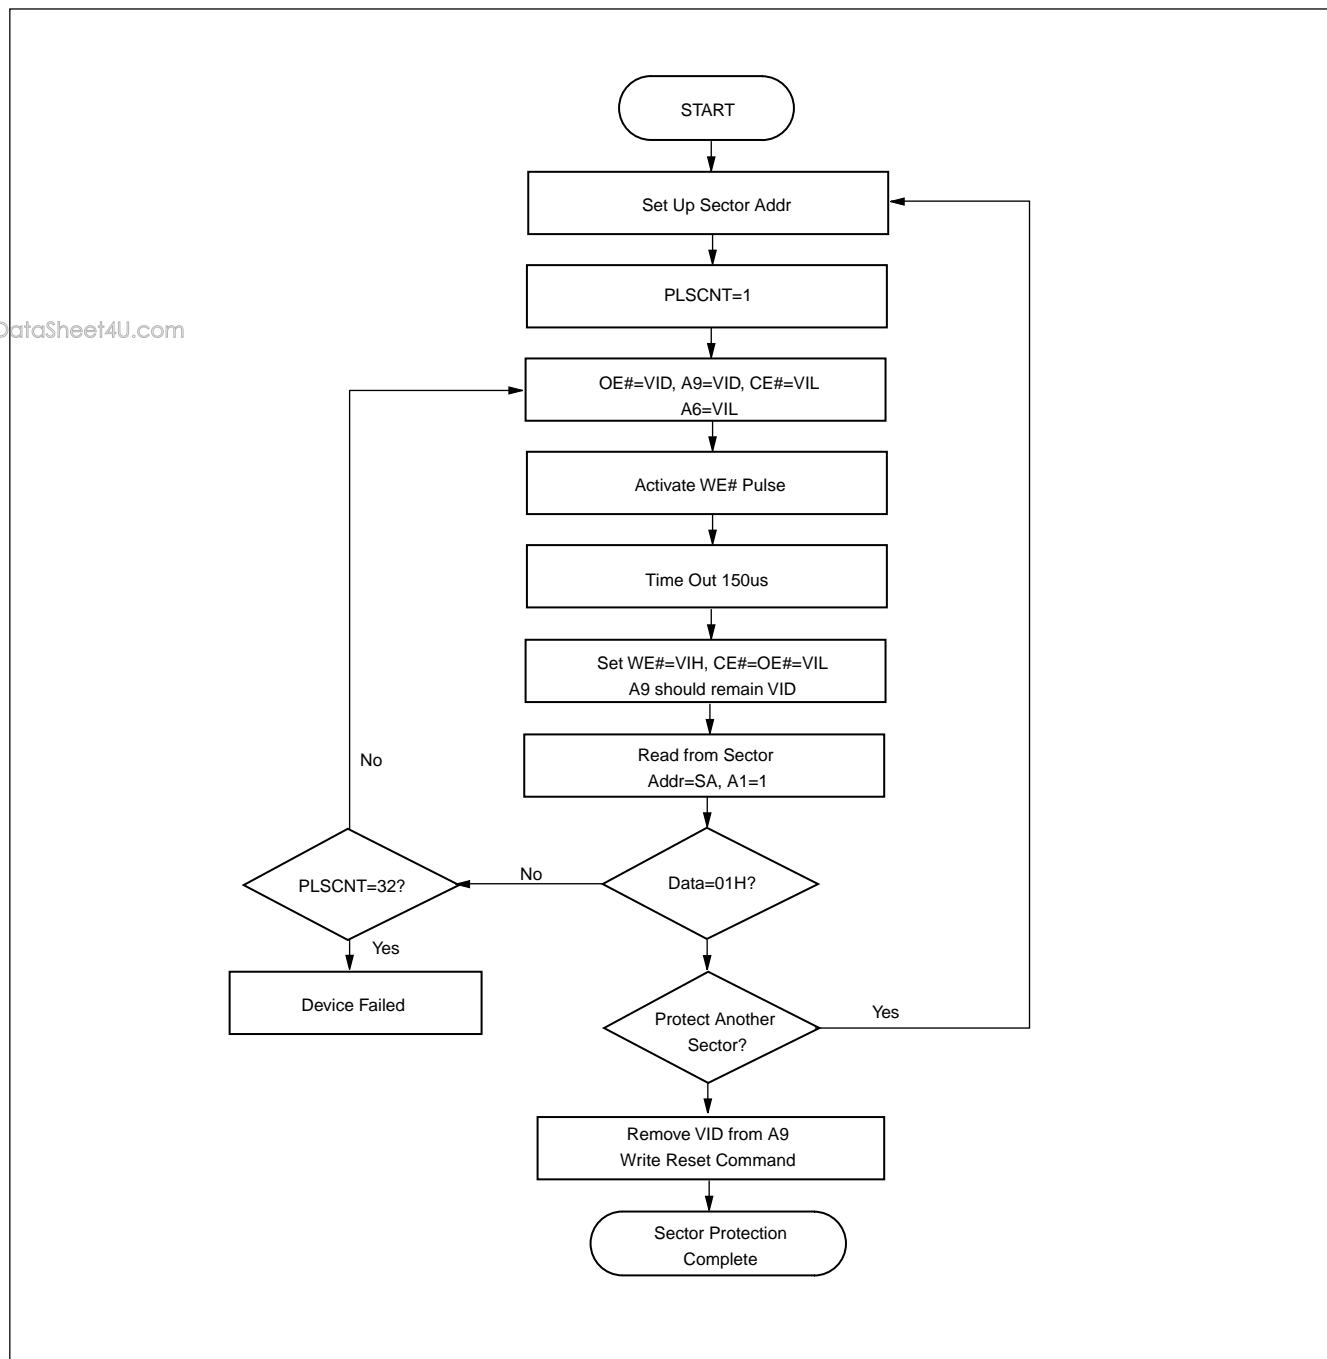 START
Set Up Sector Addr
PLSCNT=1
DataSheet4U.com
OE#=VID, A9=VID, CE#=VIL
A6=VIL
Activate WE# Pulse
Time Out 150us
Set WE#=VIH, CE#=OE#=VIL
A9 should remain VID
Read from Sector
Addr=SA, A1=1
No
PLSCNT=32?
No
Data=01H?
Yes
Device Failed
Protect Another
Sector?
Yes
Remove VID from A9
Write Reset Command
Sector Protection
Complete